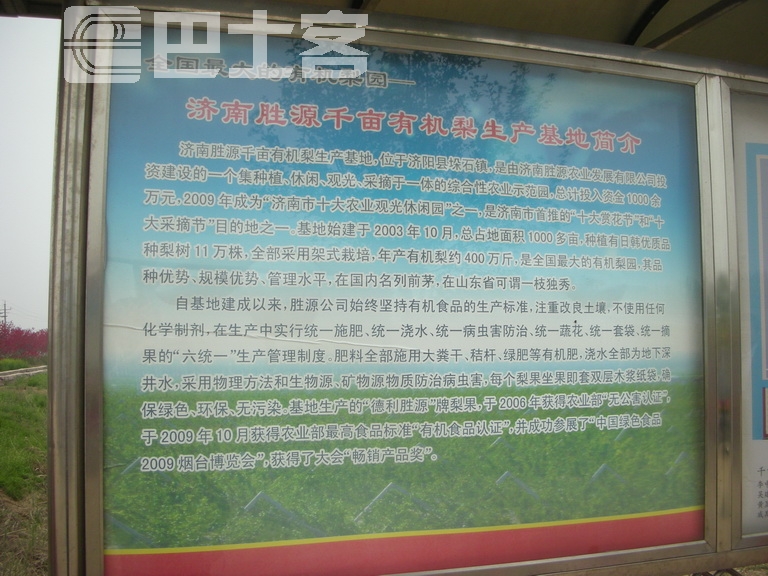 巴士客
全国最大的有机梨园—
济南胜源千亩有机梨生产基地简介
济南胜源千亩有机梨生产基地，位于济阳县垛石镇，是由济南胜源农业发展有限公司投
资建设的一个集种植、休闲、观光、采摘于一体的综合性农业示范园，总计投入资金1000余
万元，2009年成为“济南市十大农业观光休闲园”之一，是济南市首推的“十大赏花节”和“十
大采摘节”目的地之一。基地始建于2003年10月，总占地面积1000多亩，种植有日韩优质品
种梨树11万株，全部采用架式栽培，年产有机梨约400万斤，是全国最大的有机梨园，其品
种优势、规模优势、管理水平，在国内名列前茅，在山东省可谓一枝独秀。
自基地建成以来，胜源公司始终坚持有机食品的生产标准，注重改良土壤，不使用任何
化学制剂，在生产中实行统一施肥、统一浇水、统一病虫害防治、统一蔬花、统一套袋、统一摘
果的“六统一”生产管理制度。肥料全部施用大粪干、秸杆、绿肥等有机肥，浇水全部为地下深
井水，采用物理方法和生物源、矿物源物质防治病虫害，每个梨果坐果即套双层木浆纸袋，确
保绿色、环保、无污染。基地生产的“德利胜源”牌梨果，于2006年获得农业部“无公害认证”，
于2009年10月获得农业部最高食品标准“有机食品认证”，并成功参展了“中国绿色食品
2009烟台博览会”，获得了大会“畅销产品奖”。